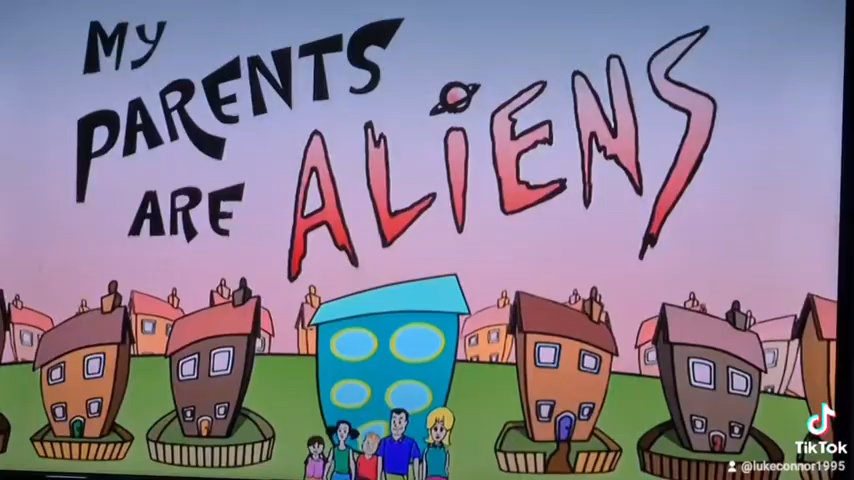 My
PARENTS
ARE
ALiENS
TikTok
@lukeconnor1995